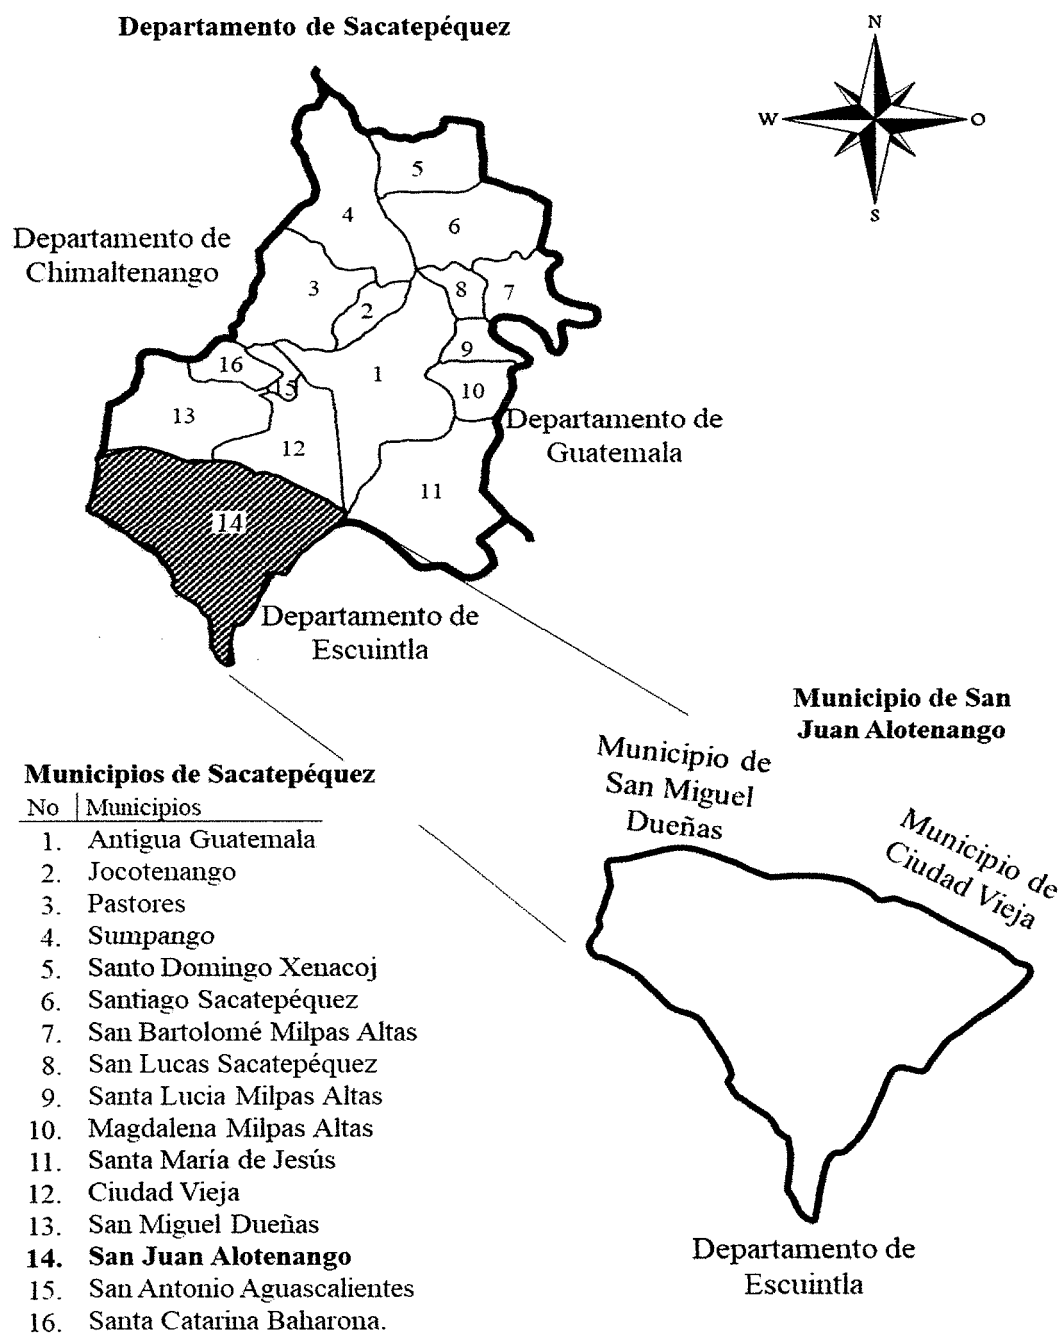 Departamento de Sacatepéquez
N
W
O
S
5
4
6
Departamento de
Chimaltenango
3
2
8
7
16
15
1
9
10
13
12
Departamento de
Guatemala
11
14
Departamento de
Escuintla
Municipio de San
Juan Alotenango
Municipio de
San Miguel
Dueñas
Municipio de
Ciudad Vieja
Departamento de
Escuintla
Municipios de Sacatepéquez
No | Municipios
1. Antigua Guatemala
2. Jocotenango
3. Pastores
4. Sumpango
5. Santo Domingo Xenacoj
6. Santiago Sacatepéquez
7. San Bartolomé Milpas Altas
8. San Lucas Sacatepéquez
9. Santa Lucia Milpas Altas
10. Magdalena Milpas Altas
11. Santa María de Jesús
12. Ciudad Vieja
13. San Miguel Dueñas
14. San Juan Alotenango
15. San Antonio Aguascalientes
16. Santa Catarina Baharona.